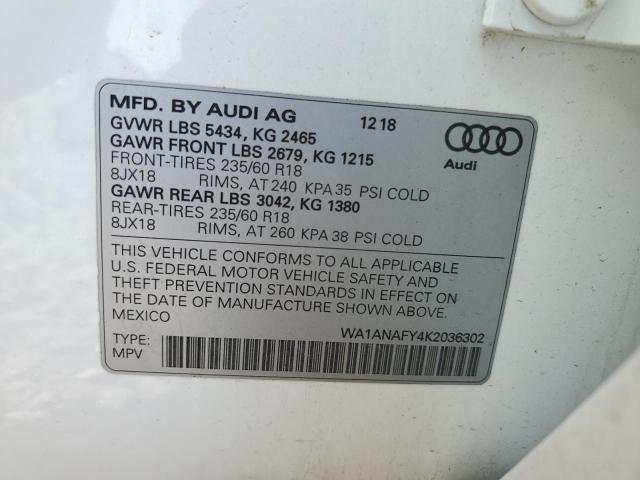 MFD. BY AUDI AG 12 18
GVWR LBS 5434, KG 2465
GAWR FRONT LBS 2679, KG 1215
FRONT-TIRES 235/60 R18
8JX18 RIMS, AT 240 KPA 35 PSI COLD
GAWR REAR LBS 3042, KG 1380
REAR-TIRES 235/60 R18
8JX18 RIMS, AT 260 KPA 38 PSI COLD
Audi
THIS VEHICLE CONFORMS TO ALL APPLICABLE
U.S. FEDERAL MOTOR VEHICLE SAFETY AND
THEFT PREVENTION STANDARDS IN EFFECT ON
THE DATE OF MANUFACTURE SHOWN ABOVE.
MEXICO
WA1ANAFY4K2036302
TYPE:
MPV